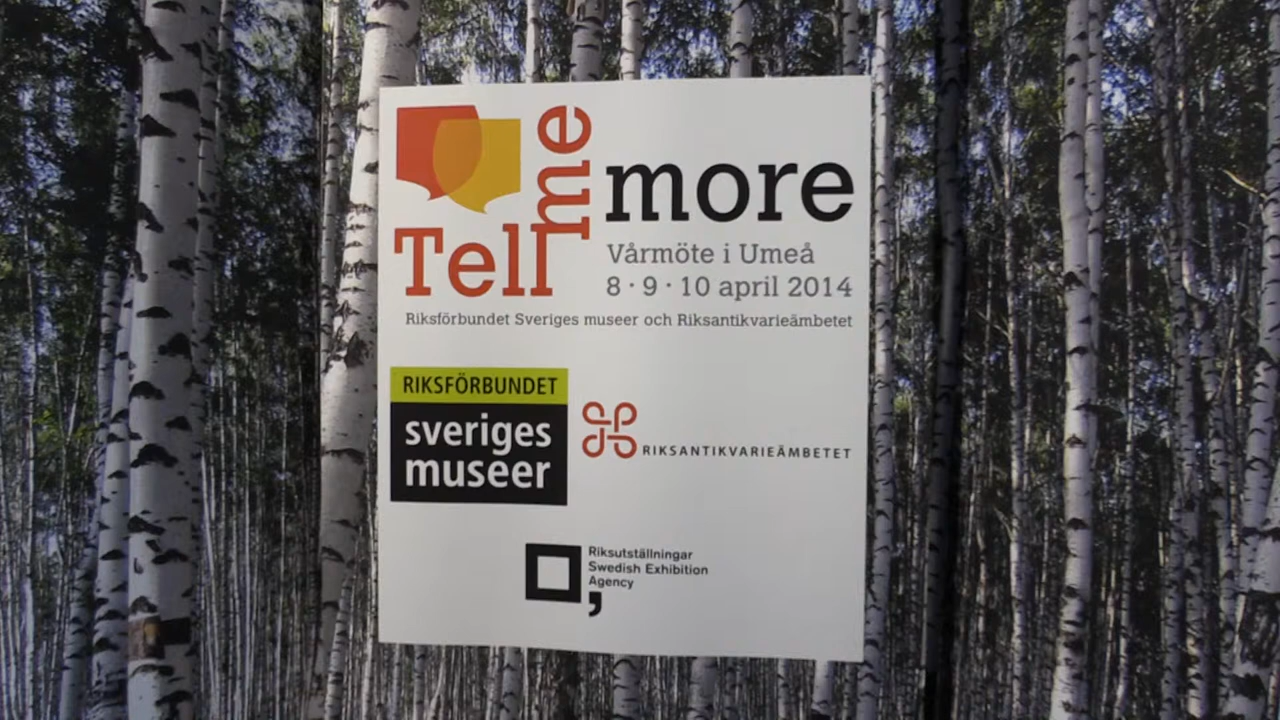 Tell me more
Vårmöte i Umeå
8 · 9 · 10 april 2014
Riksförbundet Sveriges museer och Riksantikvarieämbetet
RIKSFÖRBUNDET
sveriges
museer
RIKSANTIKVARIEÄMBETET
Riksutställningar
Swedish Exhibition
Agency